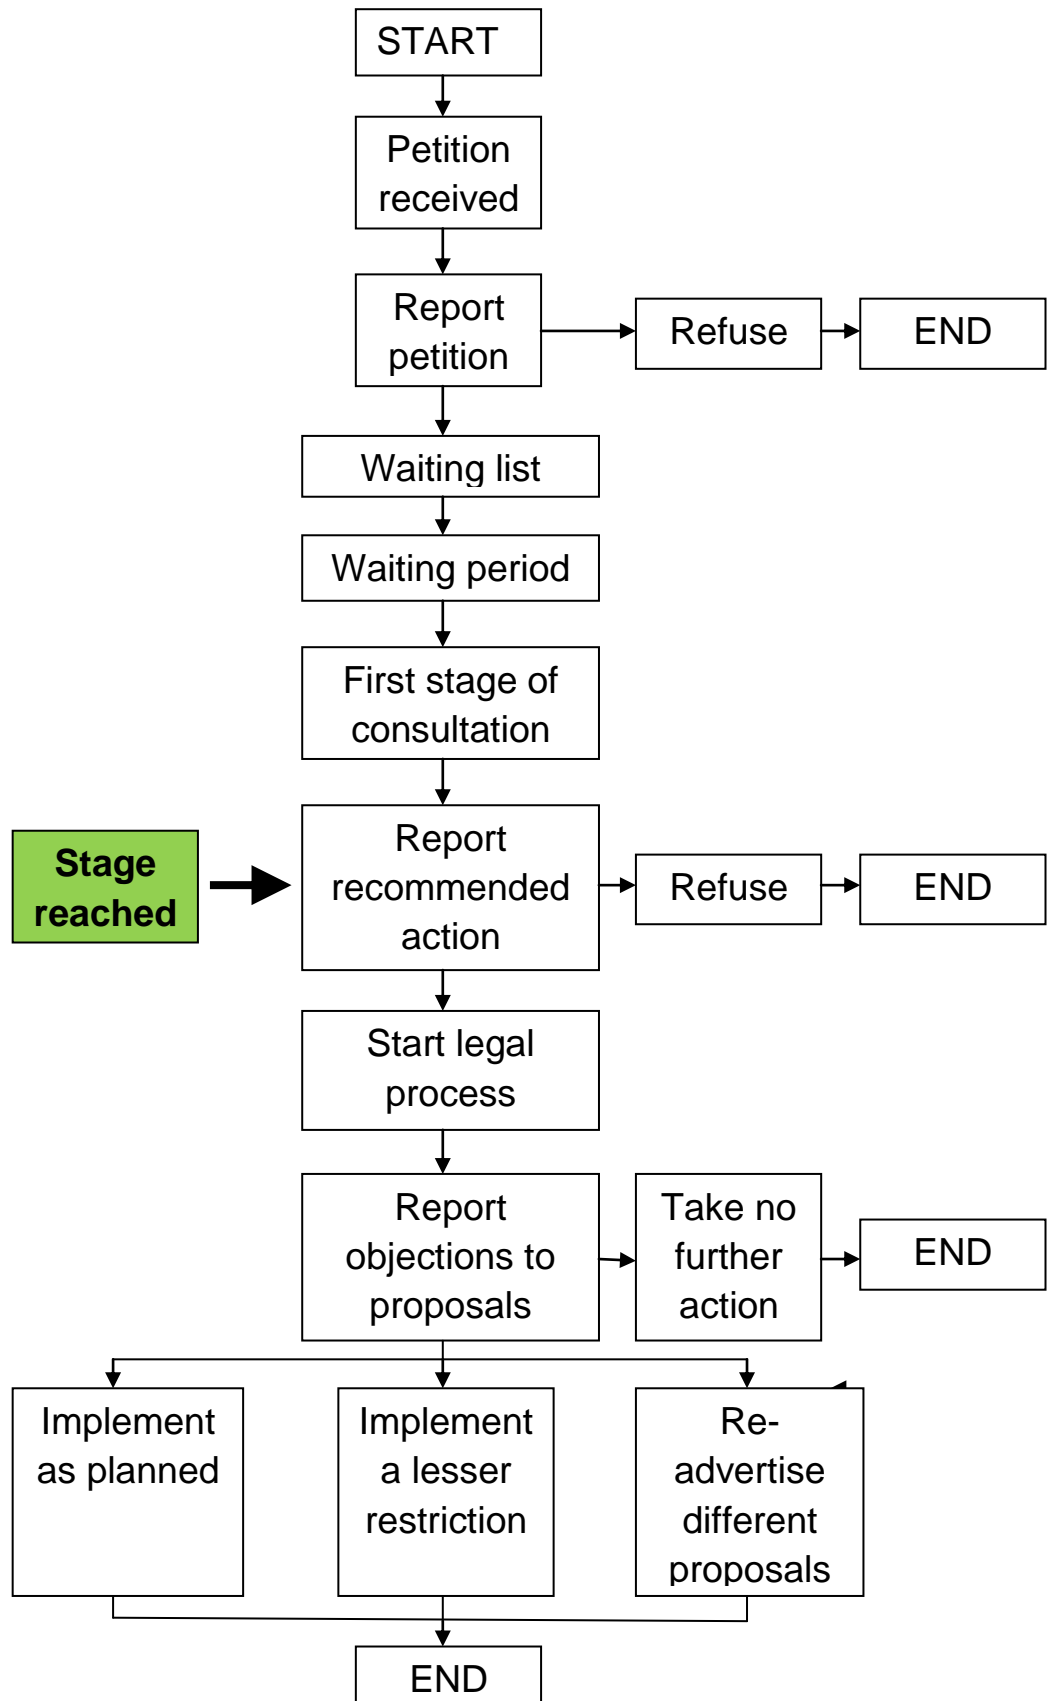 START
Petition
received
Report
petition
Refuse
END
Waiting list
Waiting period
First stage of
consultation
Stage
reached
Report
recommended
action
Refuse
END
Start legal
process
Report
objections to
proposals
Take no
further
action
END
Implement
as planned
Implement
a lesser
restriction
Re-
advertise
different
proposals
END